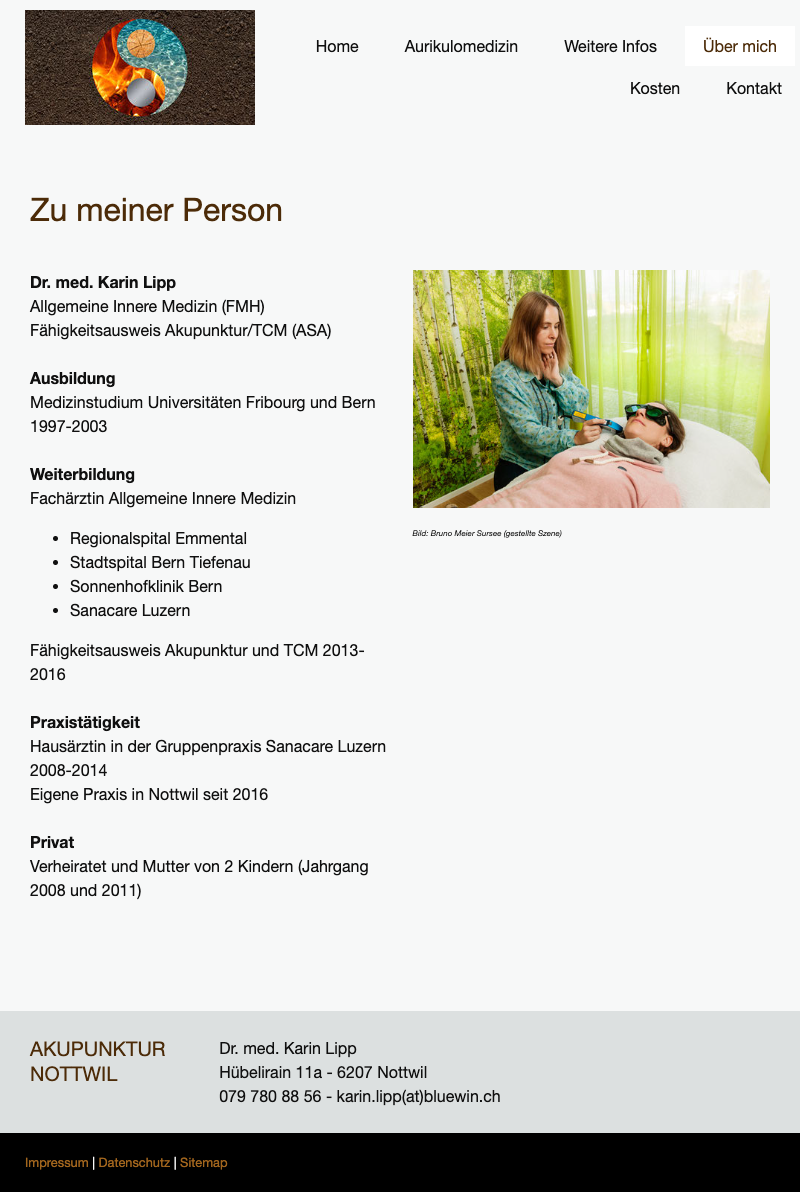 Home
Aurikulomedizin
Weitere Infos
Über mich
Kosten
Kontakt
Zu meiner Person
Dr. med. Karin Lipp
Allgemeine Innere Medizin (FMH)
Fähigkeitsausweis Akupunktur/TCM (ASA)
Ausbildung
Medizinstudium Universitäten Fribourg und Bern
1997-2003
Weiterbildung
Fachärztin Allgemeine Innere Medizin
• Regionalspital Emmental
• Stadtspital Bern Tiefenau
• Sonnenhofklinik Bern
• Sanacare Luzern
Fähigkeitsausweis Akupunktur und TCM 2013-
2016
Praxistätigkeit
Hausärztin in der Gruppenpraxis Sanacare Luzern
2008-2014
Eigene Praxis in Nottwil seit 2016
Privat
Verheiratet und Mutter von 2 Kindern (Jahrgang
2008 und 2011)
Bild: Bruno Meier Sursee (gestellte Szene)
AKUPUNKTUR
NOTTWIL
Dr. med. Karin Lipp
Hübelirain 11a - 6207 Nottwil
079 780 88 56 - karin.lipp(at)bluewin.ch
Impressum | Datenschutz | Sitemap